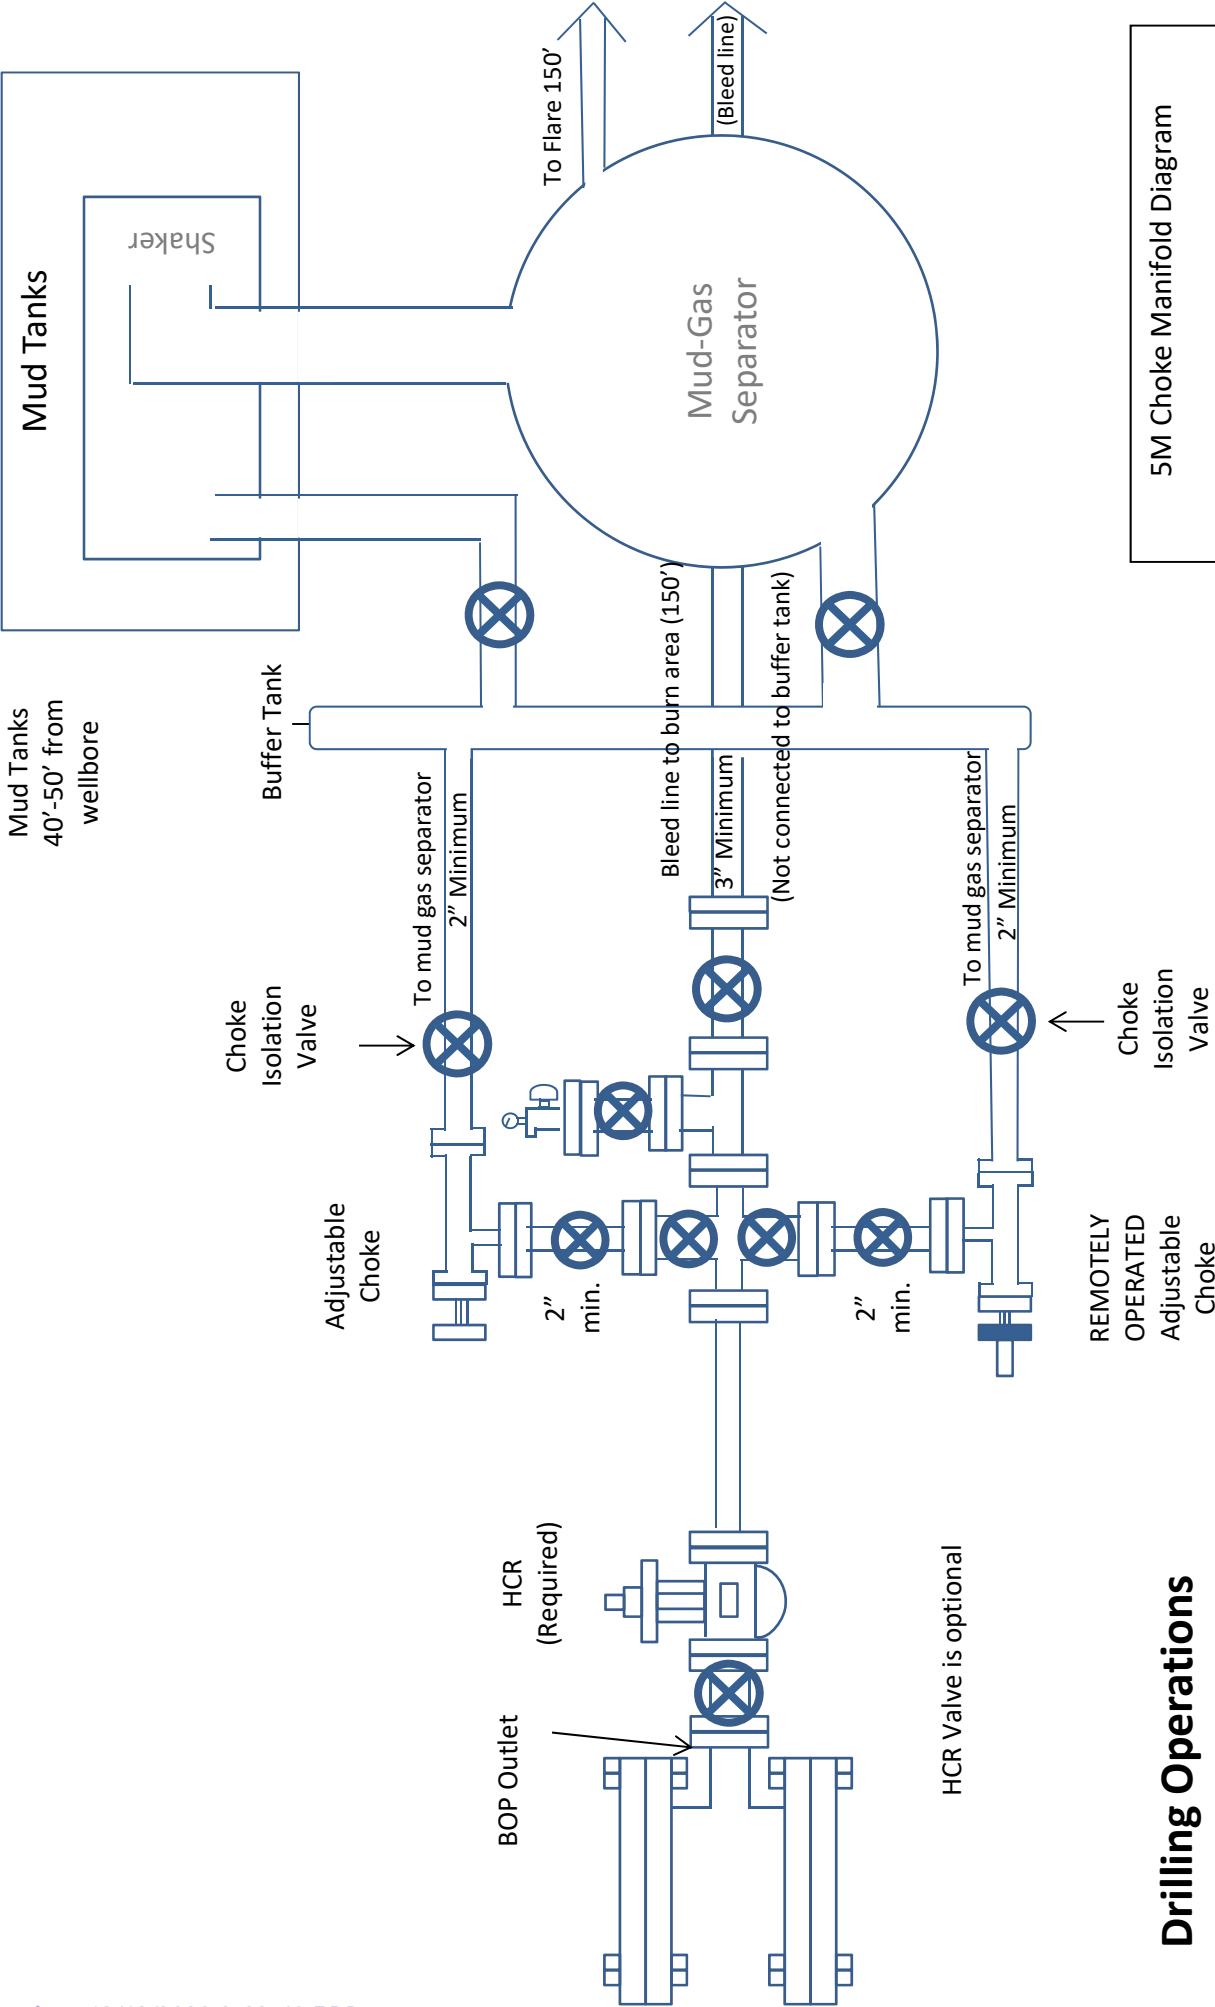 Mud Tanks
40’-50’ from
wellbore
Mud Tanks
Shaker
Buffer Tank
To Flare 150’
(Bleed line)
Mud-Gas
Separator
Choke
Isolation
Valve
To mud gas separator
2” Minimum
Bleed line to burn area (150’)
3” Minimum
(Not connected to buffer tank)
To mud gas separator
2” Minimum
Choke
Isolation
Valve
Adjustable
Choke
2”
min.
2”
min.
REMOTELY
OPERATED
Adjustable
Choke
HCR
(Required)
BOP Outlet
HCR Valve is optional
Drilling Operations
5M Choke Manifold Diagram